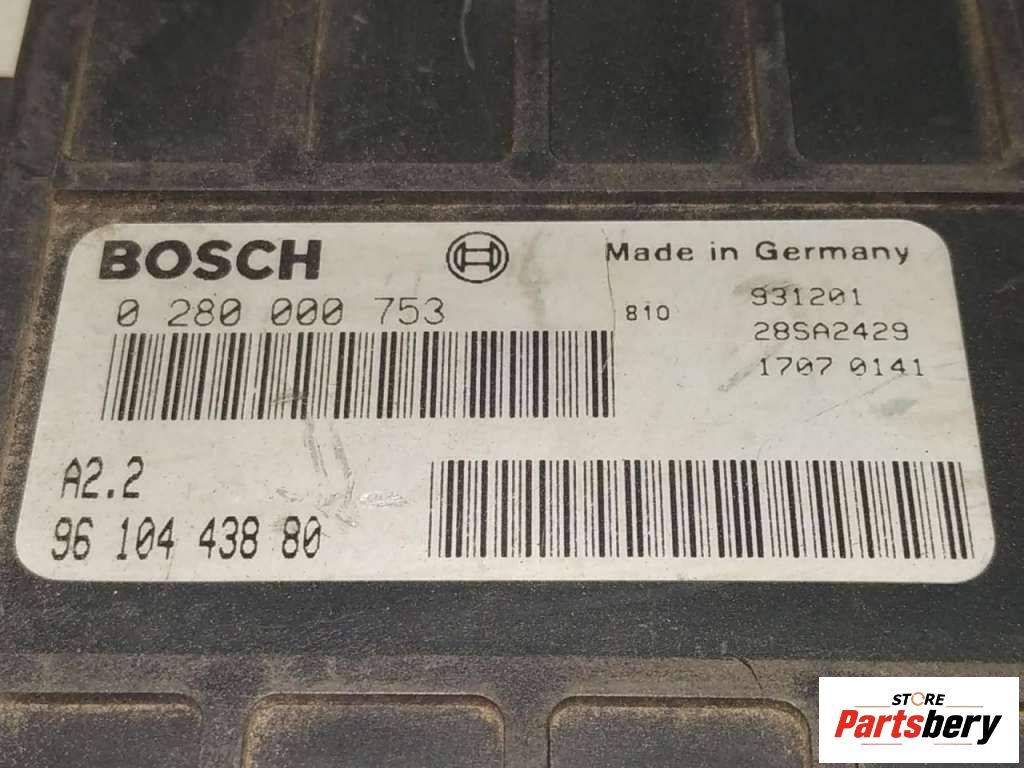 BOSCH
Made in Germany
0 280 000 753
810
931201
28SA2429
1707 0141
A2.2
96 104 438 80
STORE
Partsbery